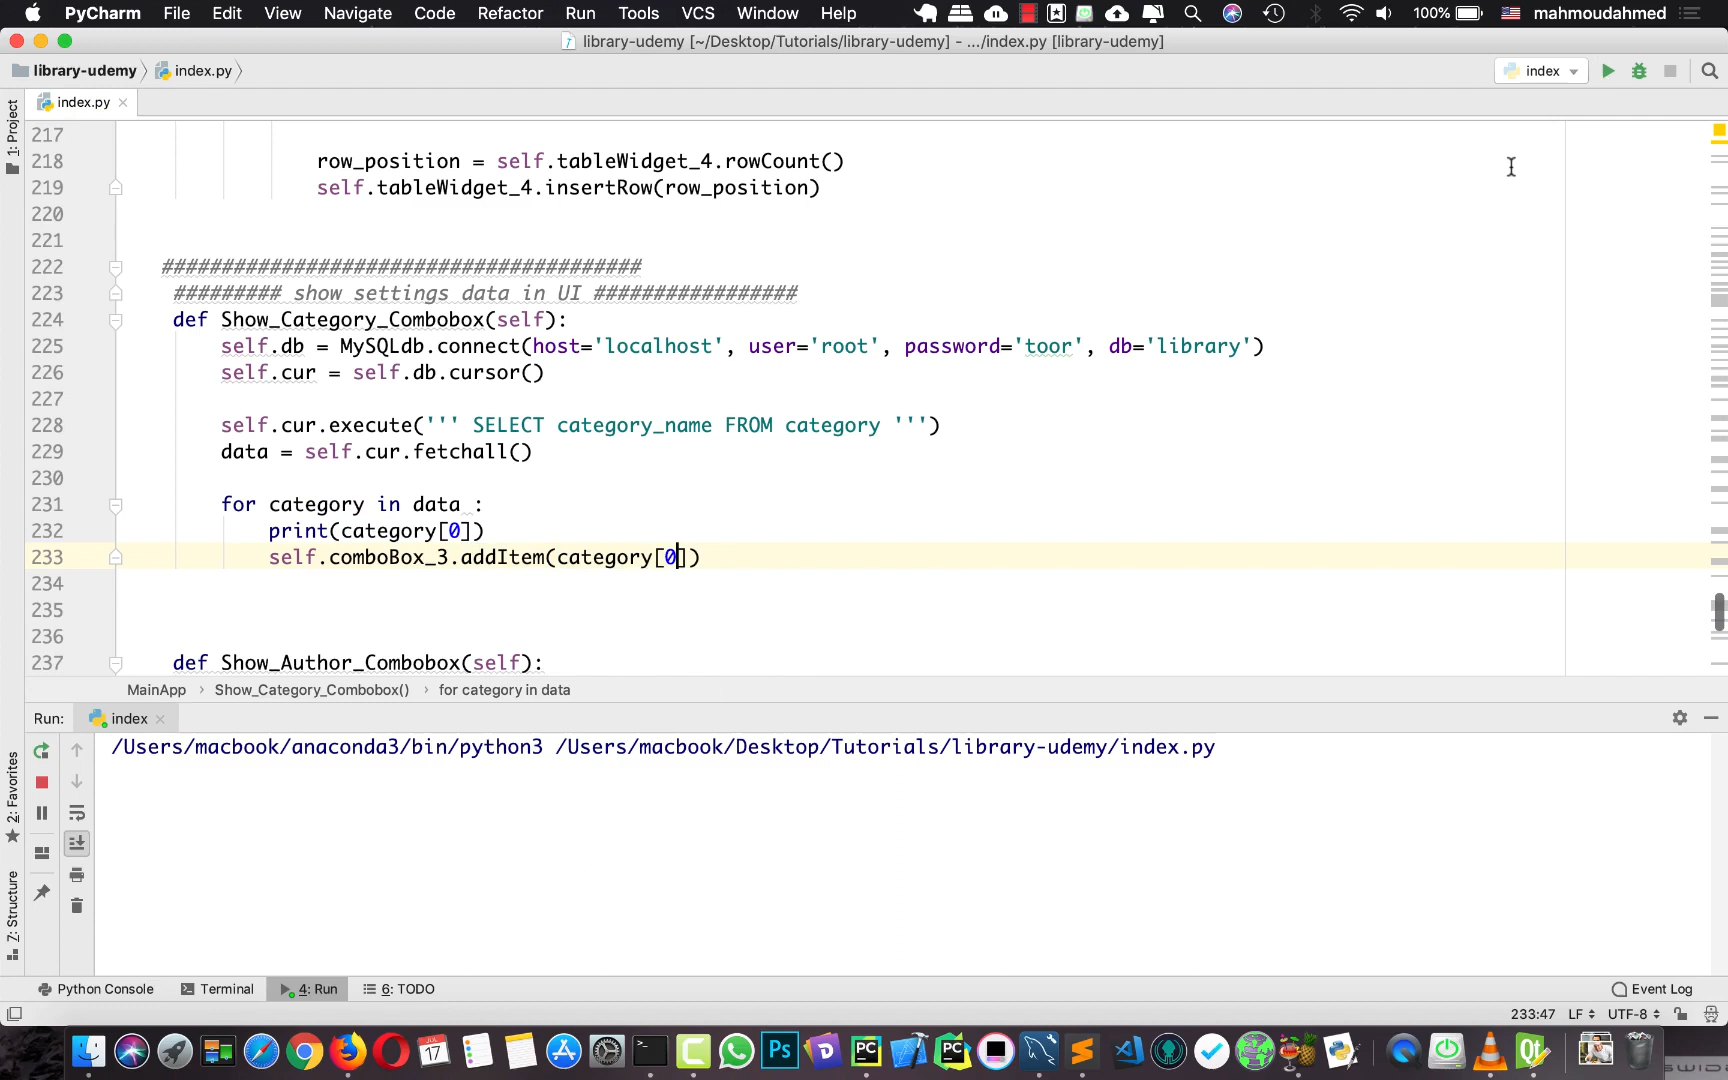 PyCharm File Edit View Navigate Code Refactor Run Tools VCS Window Help 100% mahmoudahmed
library-udemy [~/Desktop/Tutorials/library-udemy] - .../index.py [library-udemy]
library-udemy index.py index
index.py
1: Project
217
218 row_position = self.tableWidget_4.rowCount()
219 self.tableWidget_4.insertRow(row_position)
220
221
222 ########################################
223 ######### show settings data in UI #################
224 def Show_Category_Combobox(self):
225 self.db = MySQLdb.connect(host='localhost', user='root', password='toor', db='library')
226 self.cur = self.db.cursor()
227
228 self.cur.execute(''' SELECT category_name FROM category ''')
229 data = self.cur.fetchall()
230
231 for category in data :
232 print(category[0])
233 self.comboBox_3.addItem(category[0])
234
235
236
237 def Show_Author_Combobox(self):
MainApp › Show_Category_Combobox() › for category in data
Run: index
/Users/macbook/anaconda3/bin/python3 /Users/macbook/Desktop/Tutorials/library-udemy/index.py
2: Favorites
7: Structure
Python Console Terminal 4: Run 6: TODO Event Log
233:47 LF UTF-8
JUL
17
Ps
PC
PC
Qt